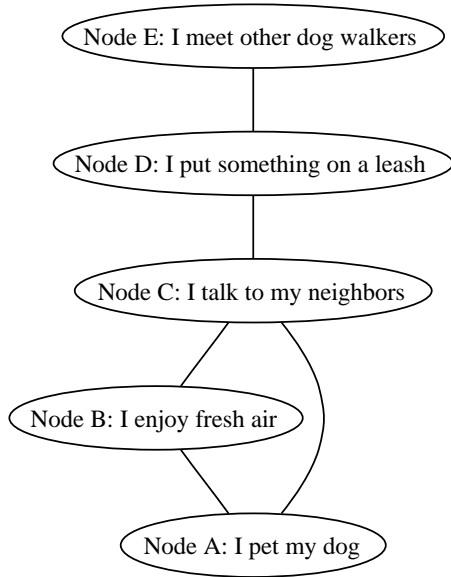 Node E: I meet other dog walkers
Node D: I put something on a leash
Node C: I talk to my neighbors
Node B: I enjoy fresh air
Node A: I pet my dog